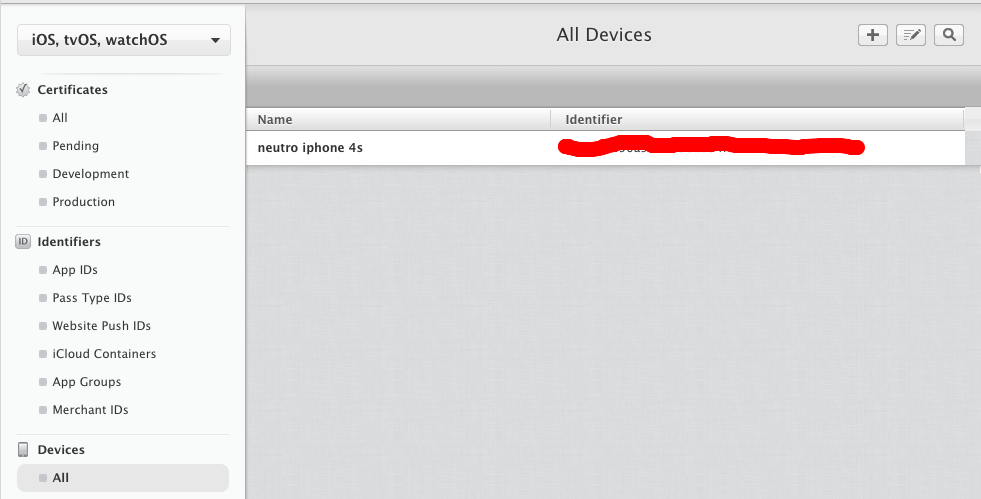 iOS, tvOS, watchOS
Certificates
All
Pending
Development
Production
ID Identifiers
App IDs
Pass Type IDs
Website Push IDs
iCloud Containers
App Groups
Merchant IDs
Devices
All
All Devices
Name Identifier
neutro iphone 4s